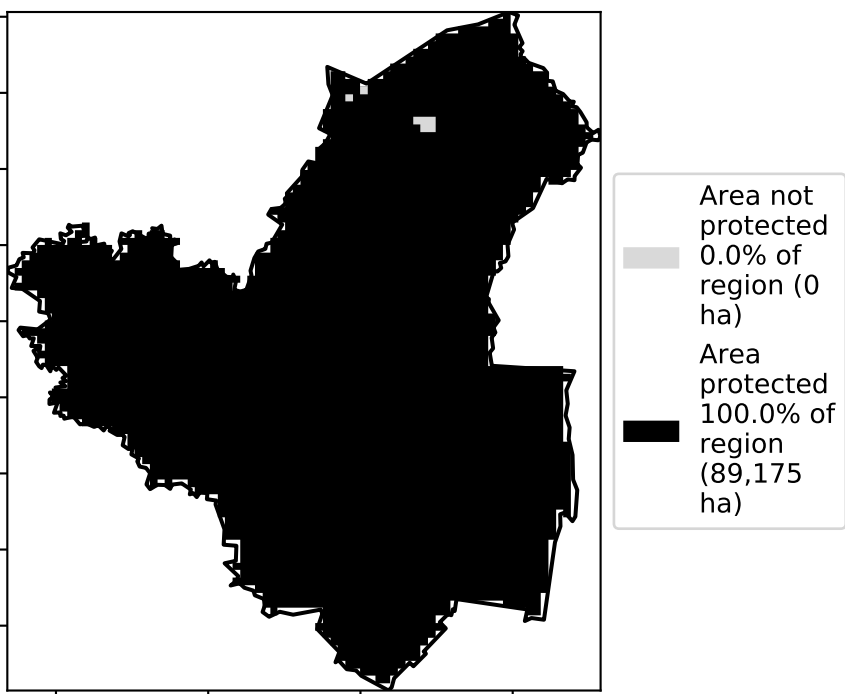 Area not
protected
0.0% of
region (0
ha)
Area
protected
100.0% of
region
(89,175
ha)